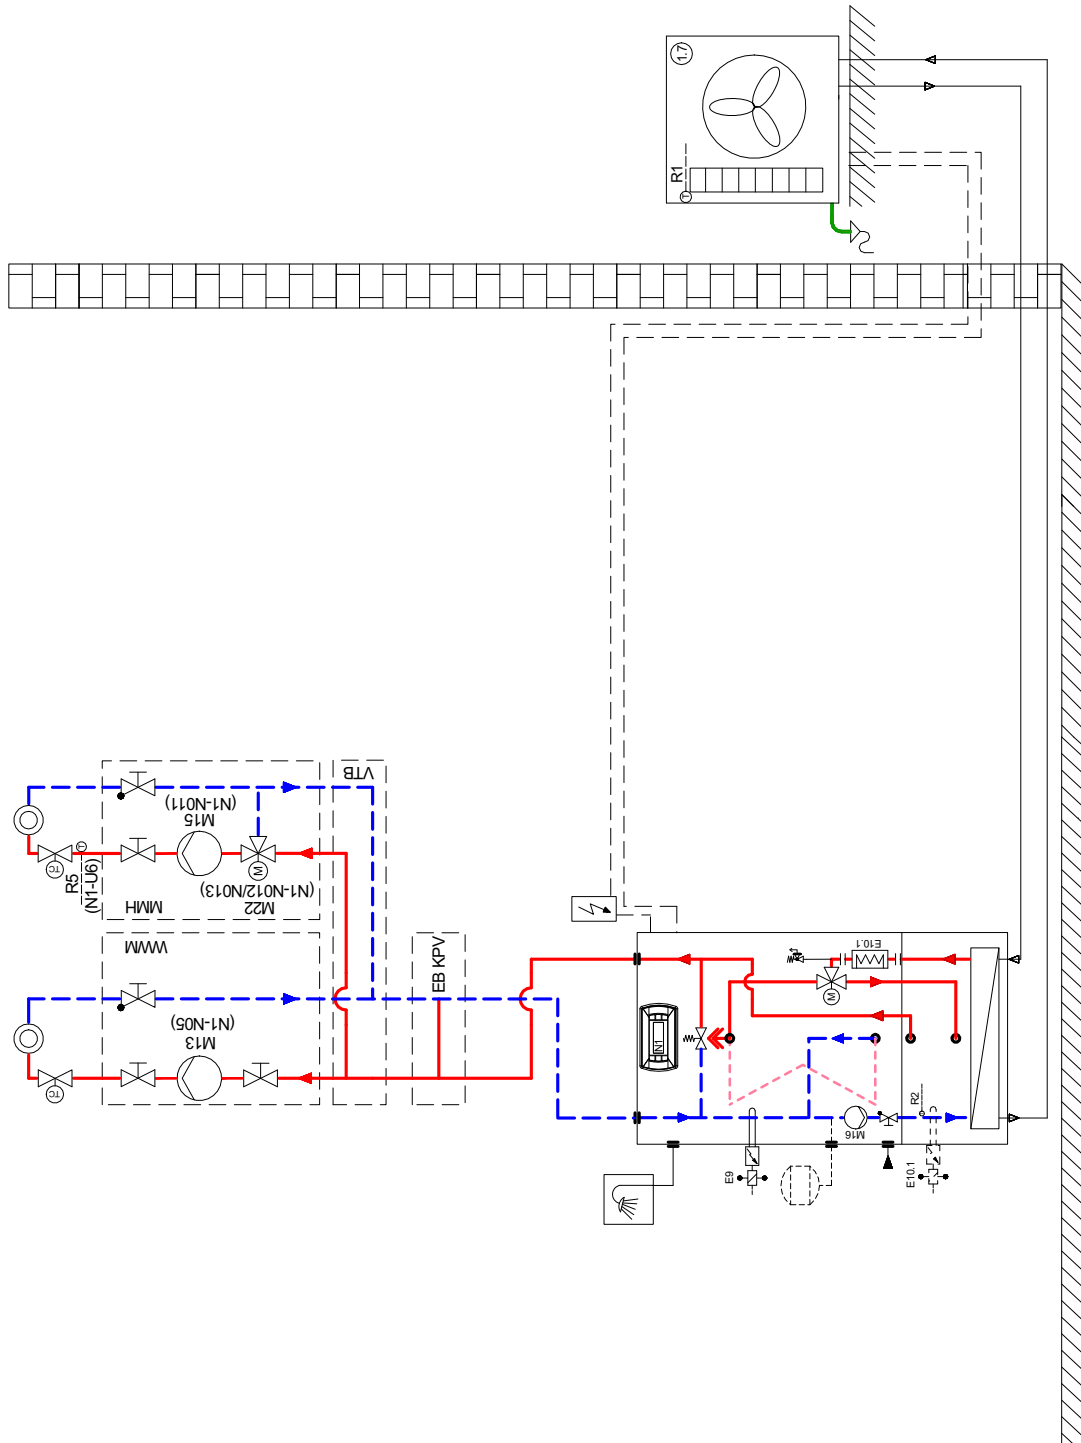 1.7
R1
T
VTB
(N1-N011)
M15
TC
R5
(N1-U6)
T
M
M22
(N1-N012/N013)
MMH
WWM
(N1-N05)
M13
TC
EB KPV
N1
E10.1
M
R2
M16
E9
E10.1